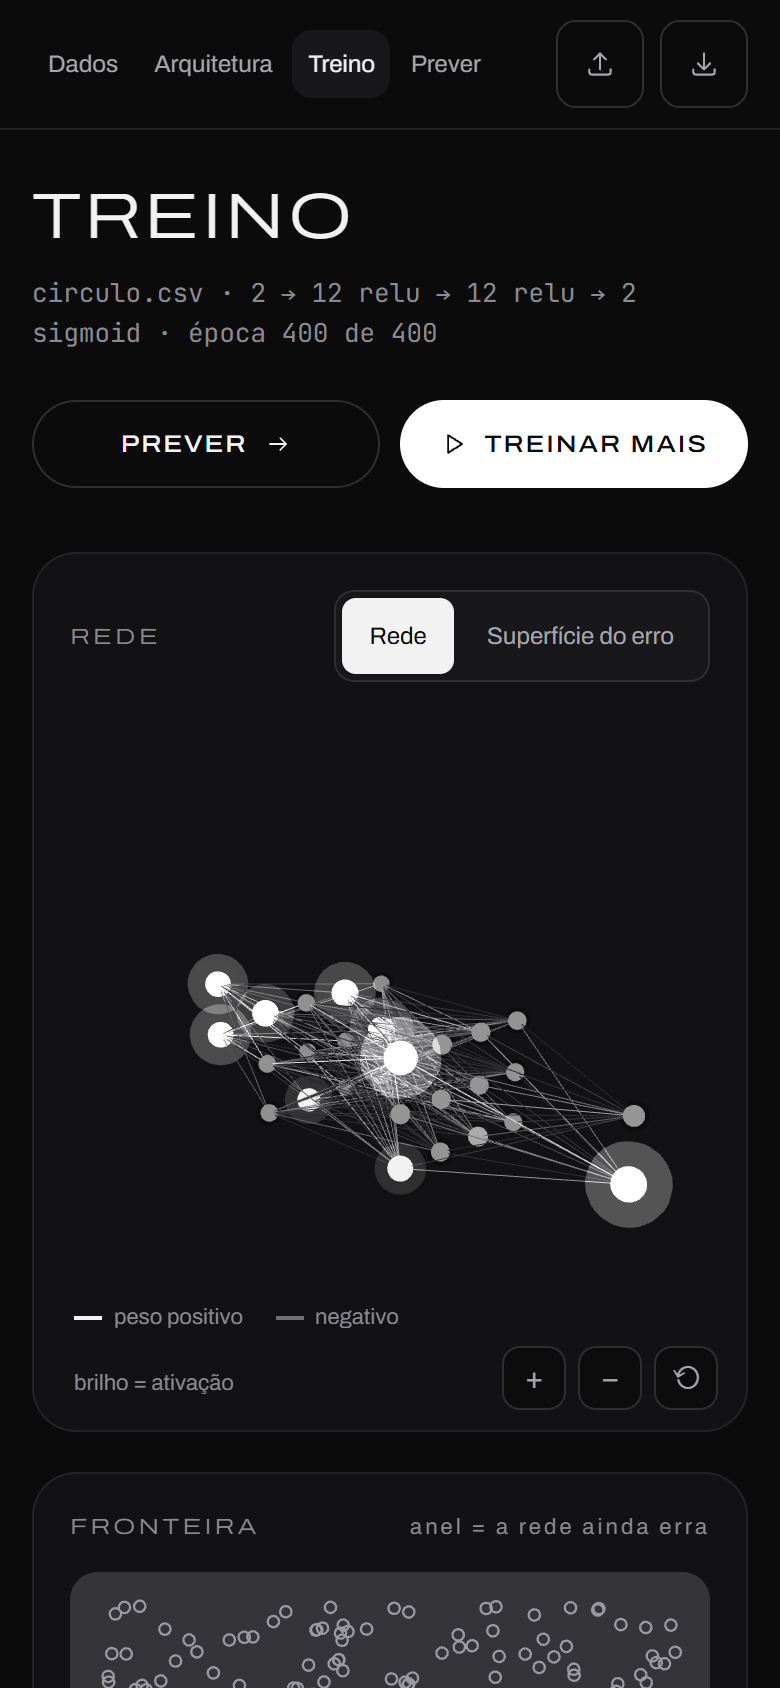 Dados Arquitetura Treino Prever
TREINO
circulo.csv · 2 → 12 relu → 12 relu → 2
sigmoid · época 400 de 400
PREVER →
TREINAR MAIS
REDE
Rede Superfície do erro
peso positivo negativo
brilho = ativação
+ −
FRONTEIRA anel = a rede ainda erra